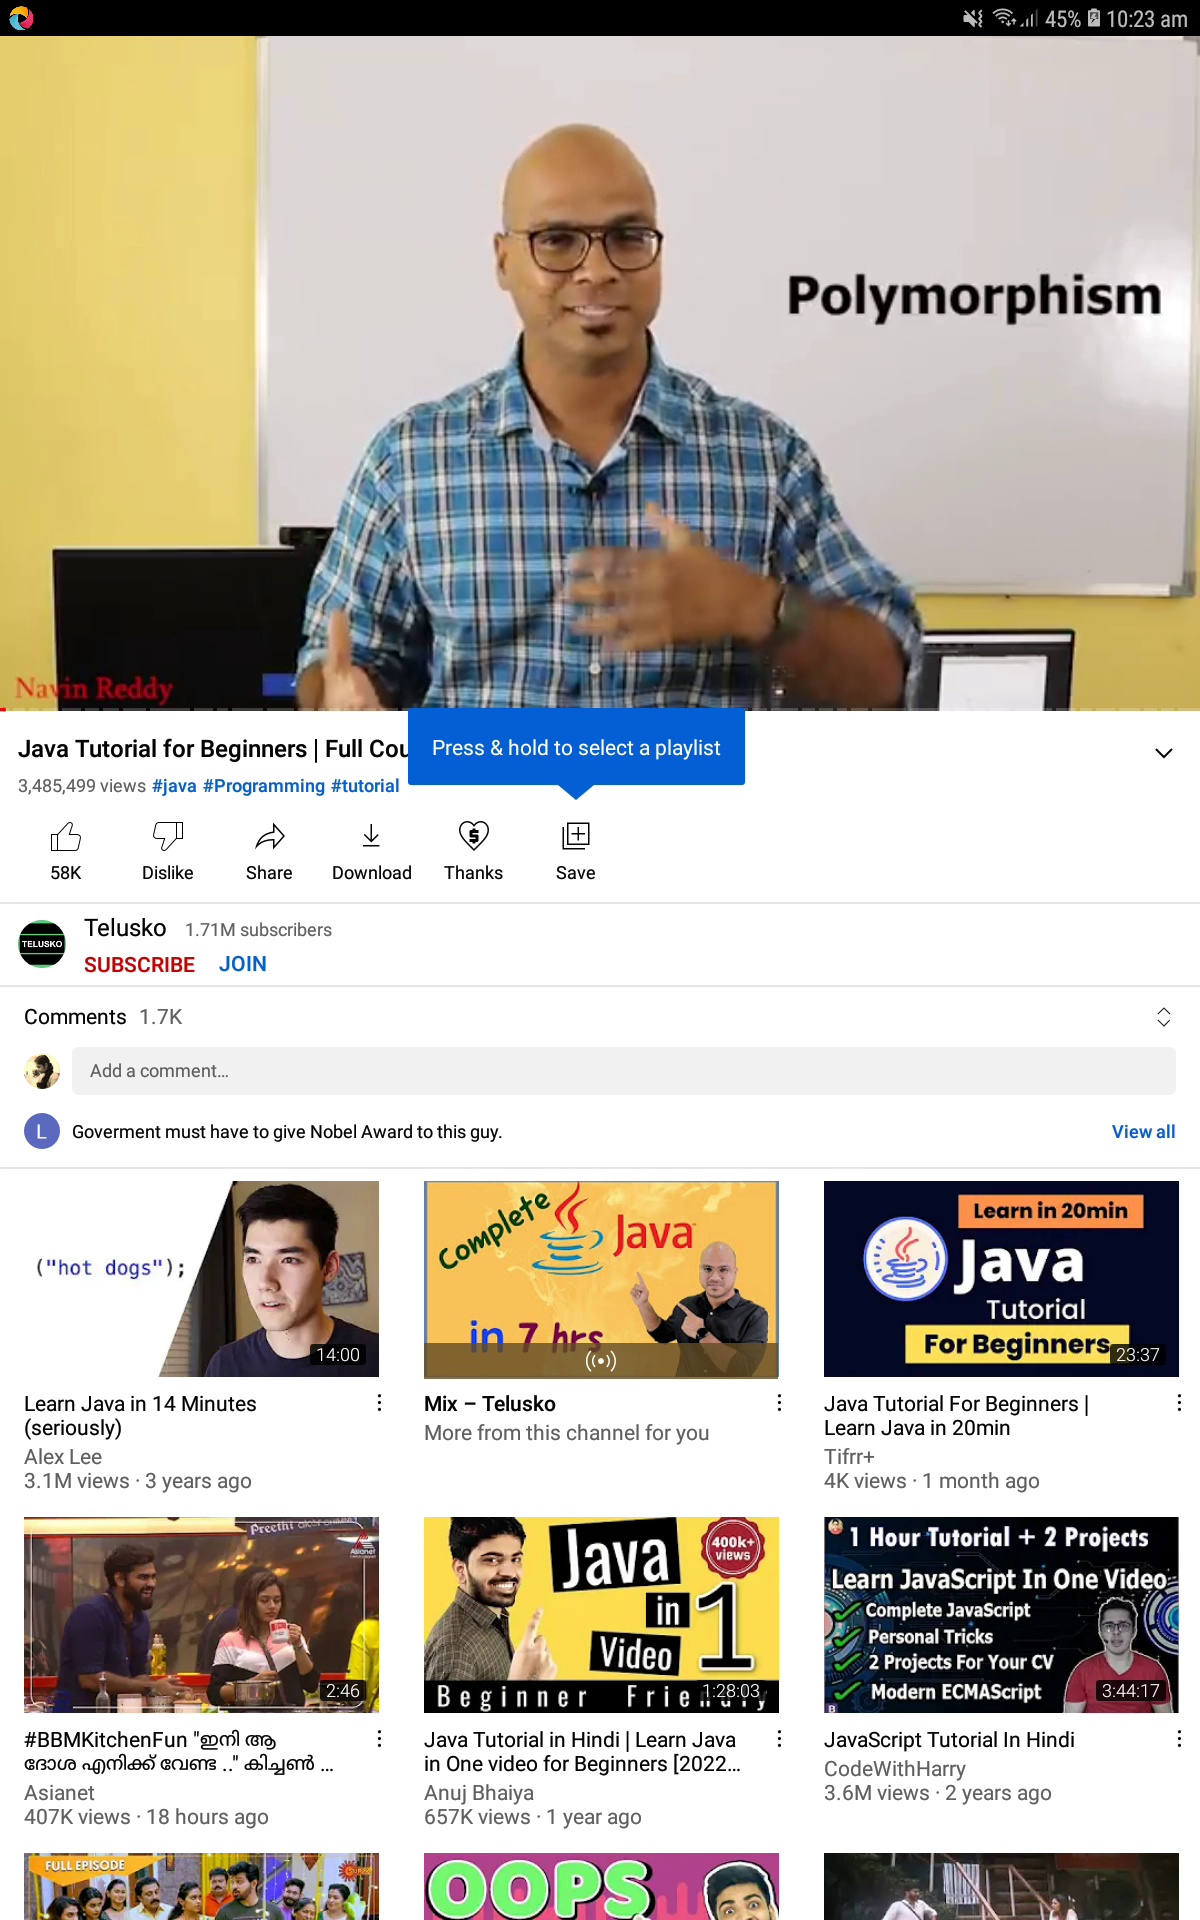 45% 10:23 am
Polymorphism
Navin Reddy
Press & hold to select a playlist
Java Tutorial for Beginners | Full Cou
3,485,499 views #java #Programming #tutorial
58K Dislike Share Download Thanks Save
TELUSKO
Telusko 1.71M subscribers
SUBSCRIBE JOIN
Comments 1.7K
Add a comment...
L Goverment must have to give Nobel Award to this guy. View all
("hot dogs");
14:00
Complete Java
in 7 hrs
Learn in 20min
Java
Tutorial
For Beginners
23:37
Learn Java in 14 Minutes
(seriously)
Alex Lee
3.1M views · 3 years ago
Mix – Telusko
More from this channel for you
Java Tutorial For Beginners |
Learn Java in 20min
Tifrr+
4K views · 1 month ago
Preethi
Asianet
2:46
Java
in 1
Video
400k+
views
Beginner Friendly
1:28:03
1 Hour Tutorial + 2 Projects
Learn JavaScript In One Video
Complete JavaScript
Personal Tricks
2 Projects For Your CV
Modern ECMAScript
3:44:17
B
#BBMKitchenFun "ഇനി ആ
ദോശ എനിക്ക് വേണ്ട .." കിച്ചൺ ...
Asianet
407K views · 18 hours ago
Java Tutorial in Hindi | Learn Java
in One video for Beginners [2022...
Anuj Bhaiya
657K views · 1 year ago
JavaScript Tutorial In Hindi
CodeWithHarry
3.6M views · 2 years ago
FULL EPISODE
OOPS